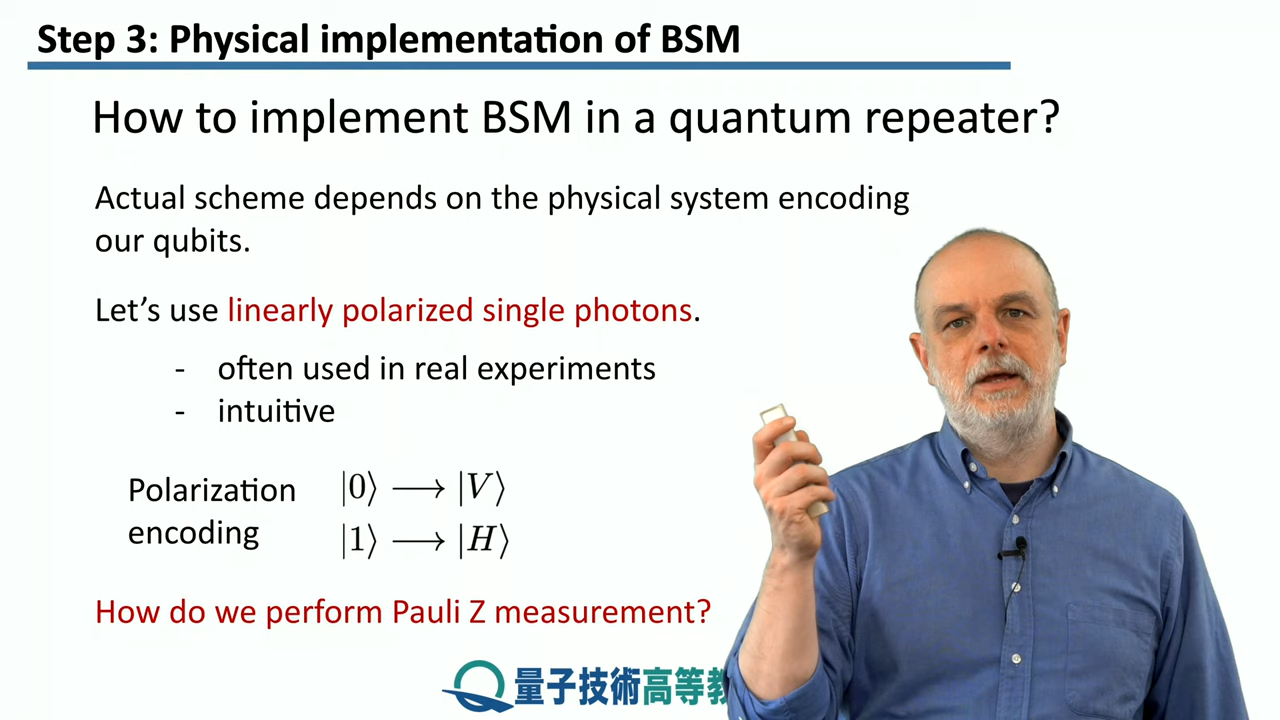 Step 3: Physical implementation of BSM
How to implement BSM in a quantum repeater?
Actual scheme depends on the physical system encoding
our qubits.
Let's use linearly polarized single photons.
- often used in real experiments
- intuitive
Polarization
encoding
|0⟩ ⟶ |V⟩
|1⟩ ⟶ |H⟩
How do we perform Pauli Z measurement?
量子技術高等教